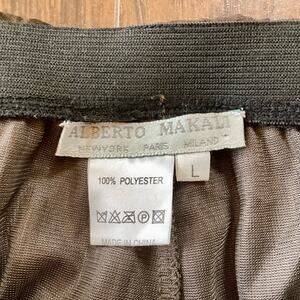 ALBERTO MAKALI
NEWYORK PARIS MILANO
L
100% POLYESTER
MADE IN CHINA